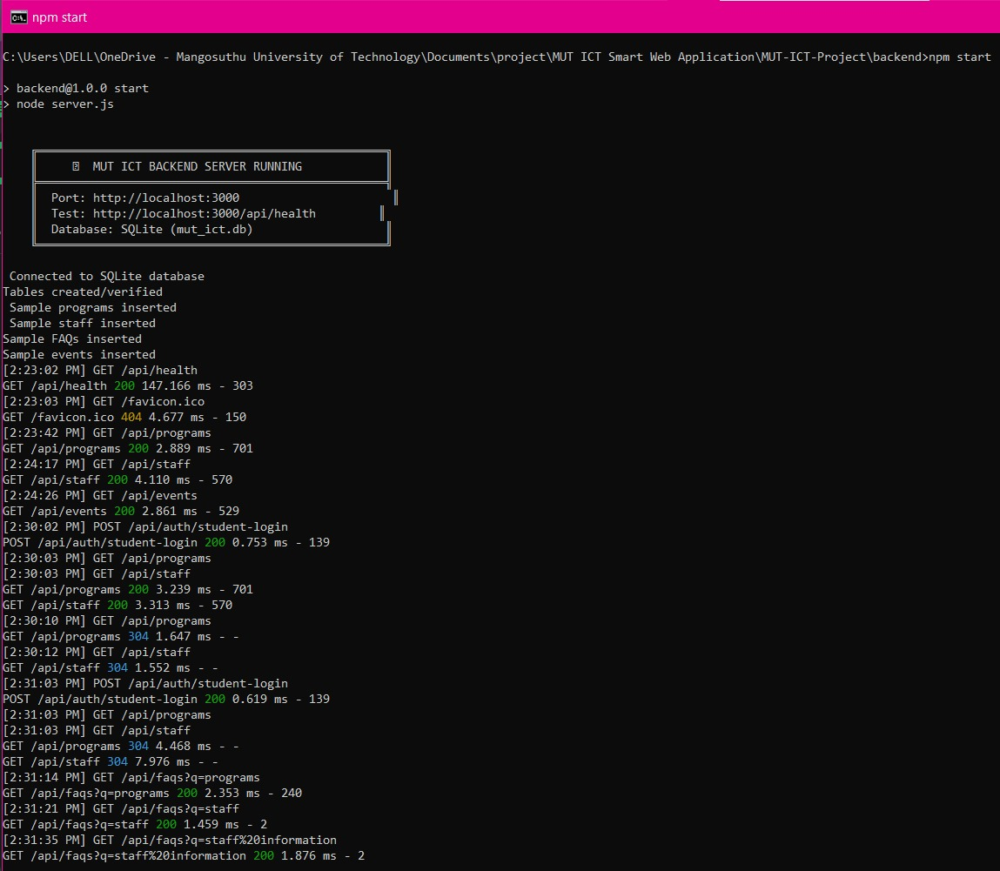 npm start
C:\Users\DELL\OneDrive - Mangosuthu University of Technology\Documents\project\MUT ICT Smart Web Application\MUT-ICT-Project\backend>npm start
> backend@1.0.0 start
> node server.js
MUT ICT BACKEND SERVER RUNNING
Port: http://localhost:3000
Test: http://localhost:3000/api/health
Database: SQLite (mut_ict.db)
Connected to SQLite database
Tables created/verified
Sample programs inserted
Sample staff inserted
Sample FAQs inserted
Sample events inserted
[2:23:02 PM] GET /api/health
GET /api/health 200 147.166 ms - 303
[2:23:03 PM] GET /favicon.ico
GET /favicon.ico 404 4.677 ms - 150
[2:23:42 PM] GET /api/programs
GET /api/programs 200 2.889 ms - 701
[2:24:17 PM] GET /api/staff
GET /api/staff 200 4.110 ms - 570
[2:24:26 PM] GET /api/events
GET /api/events 200 2.861 ms - 529
[2:30:02 PM] POST /api/auth/student-login
POST /api/auth/student-login 200 0.753 ms - 139
[2:30:03 PM] GET /api/programs
[2:30:03 PM] GET /api/staff
GET /api/programs 200 3.239 ms - 701
GET /api/staff 200 3.313 ms - 570
[2:30:10 PM] GET /api/programs
GET /api/programs 304 1.647 ms - -
[2:30:12 PM] GET /api/staff
GET /api/staff 304 1.552 ms - -
[2:31:03 PM] POST /api/auth/student-login
POST /api/auth/student-login 200 0.619 ms - 139
[2:31:03 PM] GET /api/programs
[2:31:03 PM] GET /api/staff
GET /api/programs 304 4.468 ms - -
GET /api/staff 304 7.976 ms - -
[2:31:14 PM] GET /api/faqs?q=programs
GET /api/faqs?q=programs 200 2.353 ms - 240
[2:31:21 PM] GET /api/faqs?q=staff
GET /api/faqs?q=staff 200 1.459 ms - 2
[2:31:35 PM] GET /api/faqs?q=staff%20information
GET /api/faqs?q=staff%20information 200 1.876 ms - 2